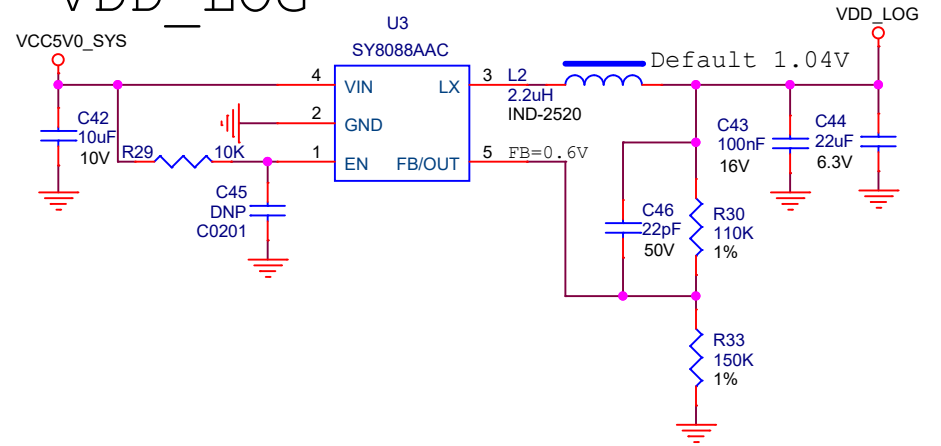 VDD_LOG
VCC5V0_SYS
U3
SY8088AAC
VDD_LOG
Default 1.04V
4
VIN
LX
3
L2
2.2uH
IND-2520
2
GND
1
EN
FB/OUT
5
FB=0.6V
C42
10uF
10V
R29
10K
C45
DNP
C0201
C43
100nF
16V
C44
22uF
6.3V
C46
22pF
50V
R30
110K
1%
R33
150K
1%